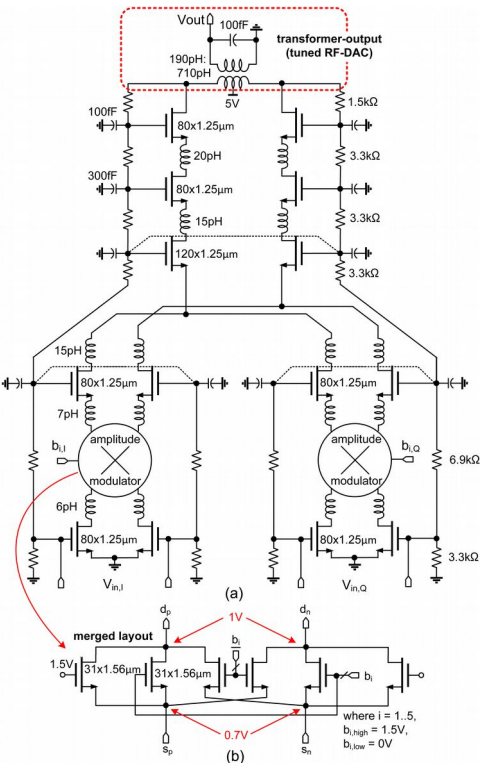 Vout
100fF
transformer-output
(tuned RF-DAC)
190pH:
710pH
5V
100fF
1.5kΩ
80x1.25µm
20pH
3.3kΩ
300fF
80x1.25µm
15pH
3.3kΩ
120x1.25µm
3.3kΩ
15pH
80x1.25µm
80x1.25µm
7pH
bi,I
amplitude
modulator
amplitude
modulator
bi,Q
6.9kΩ
6pH
80x1.25µm
80x1.25µm
3.3kΩ
Vin,I
(a)
Vin,Q
dp
1V
dn
merged layout
bi
1.5V
31x1.56µm
31x1.56µm
bi
0.7V
where i = 1..5,
bi,high = 1.5V,
bi,low = 0V
sp
sn
(b)